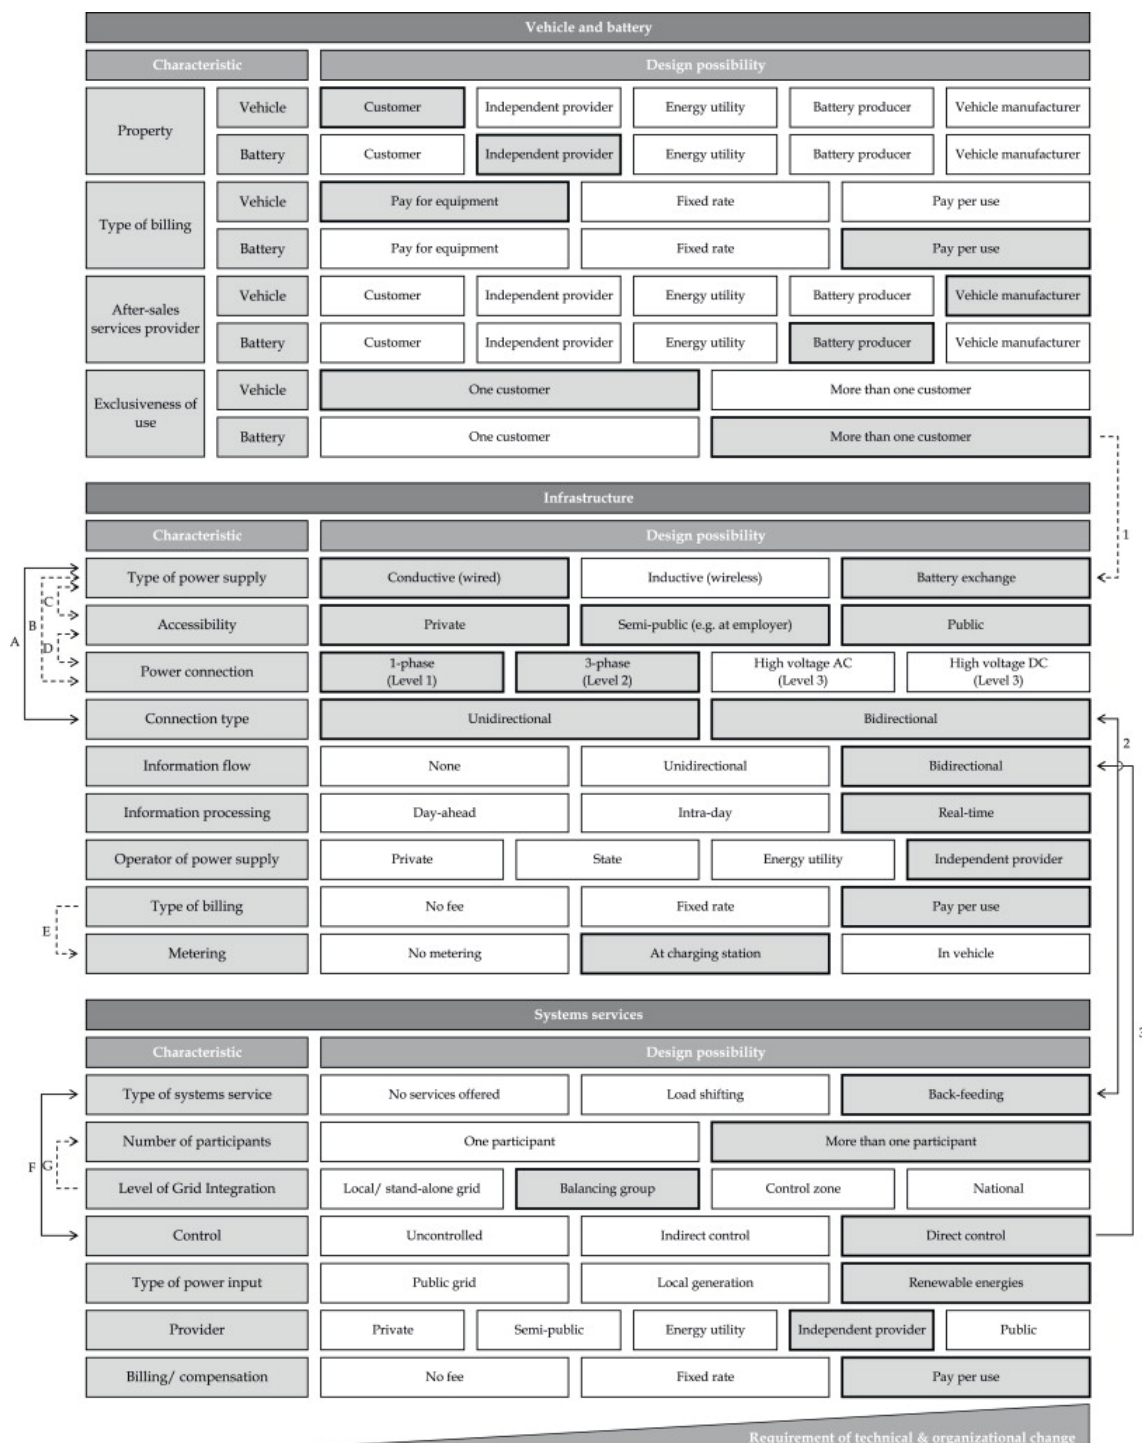 Vehicle and battery
Characteristic Design possibility
Property Vehicle Customer Independent provider Energy utility Battery producer Vehicle manufacturer
Battery Customer Independent provider Energy utility Battery producer Vehicle manufacturer
Type of billing Vehicle Pay for equipment Fixed rate Pay per use
Battery Pay for equipment Fixed rate Pay per use
After-sales
services provider Vehicle Customer Independent provider Energy utility Battery producer Vehicle manufacturer
Battery Customer Independent provider Energy utility Battery producer Vehicle manufacturer
Exclusiveness of
use Vehicle One customer More than one customer
Battery One customer More than one customer
1
Infrastructure
Characteristic Design possibility
Type of power supply Conductive (wired) Inductive (wireless) Battery exchange
A B C D
Accessibility Private Semi-public (e.g. at employer) Public
Power connection 1-phase
(Level 1) 3-phase
(Level 2) High voltage AC
(Level 3) High voltage DC
(Level 3)
Connection type Unidirectional Bidirectional
2
Information flow None Unidirectional Bidirectional
Information processing Day-ahead Intra-day Real-time
Operator of power supply Private State Energy utility Independent provider
Type of billing No fee Fixed rate Pay per use
E
Metering No metering At charging station In vehicle
Systems services
3
Characteristic Design possibility
Type of systems service No services offered Load shifting Back-feeding
Number of participants One participant More than one participant
F G
Level of Grid Integration Local/ stand-alone grid Balancing group Control zone National
Control Uncontrolled Indirect control Direct control
Type of power input Public grid Local generation Renewable energies
Provider Private Semi-public Energy utility Independent provider Public
Billing/ compensation No fee Fixed rate Pay per use
Requirement of technical & organizational change